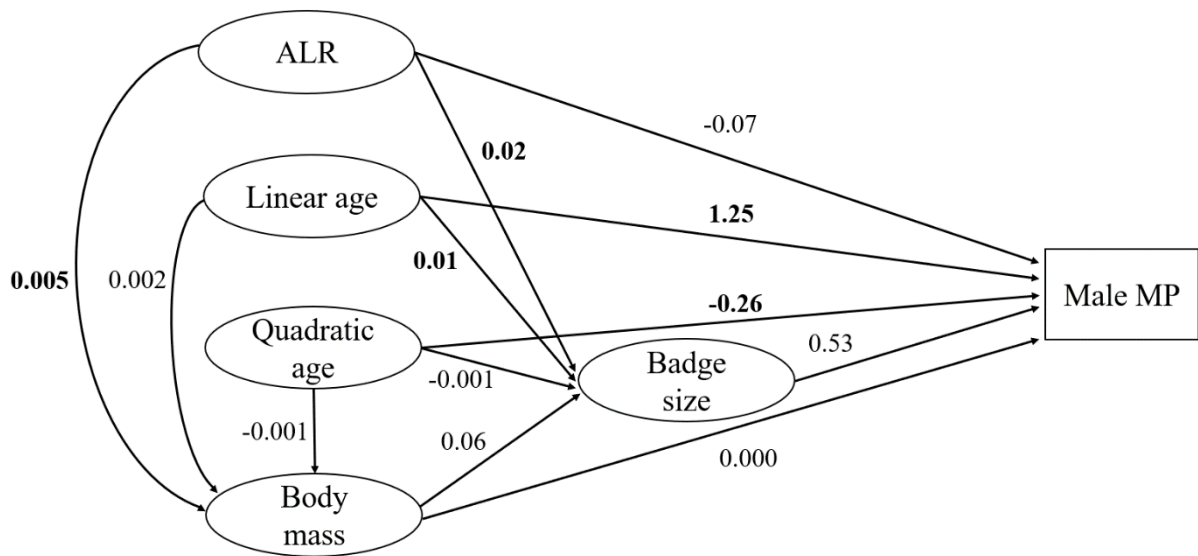 ALR
-0.07
0.02
Linear age
1.25
0.01
0.005
0.002
Male MP
-0.26
Quadratic
age
0.53
Badge
size
-0.001
-0.001
0.06
0.000
Body
mass